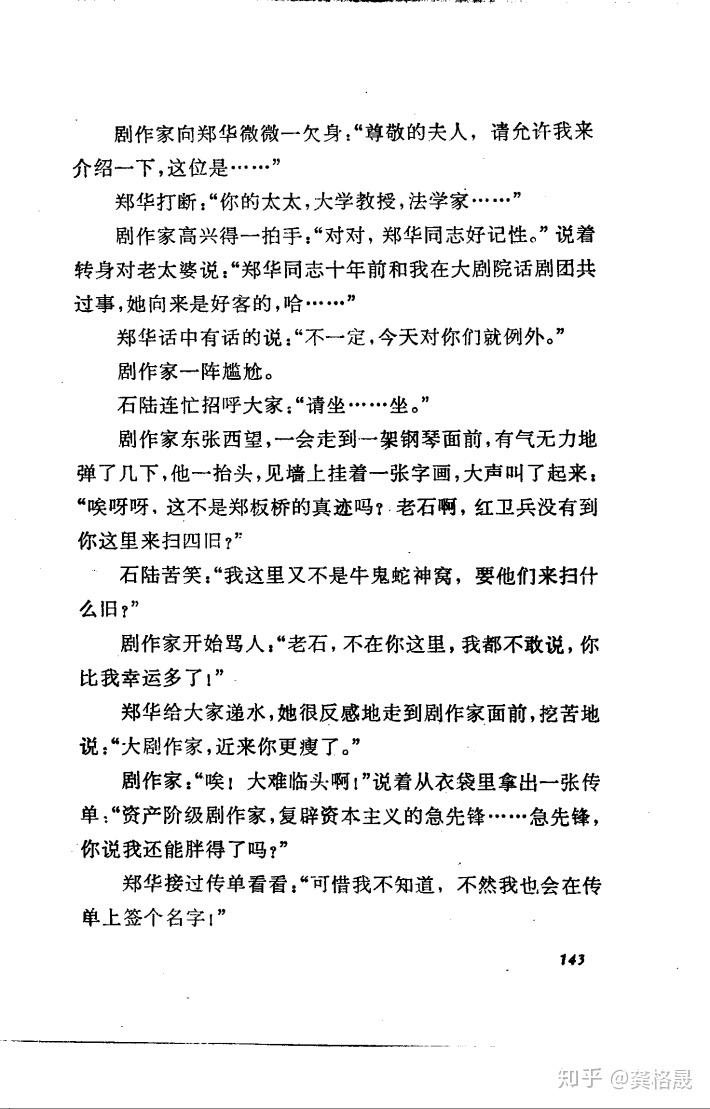 剧作家向郑华微微一欠身：“尊敬的夫人，请允许我来
介绍一下，这位是……”
郑华打断：“你的太太，大学教授，法学家……”
剧作家高兴得一拍手：“对对，郑华同志好记性。”说着
转身对老太婆说：“郑华同志十年前和我在大剧院话剧团共
过事，她向来是好客的，哈……”
郑华话中有话的说：“不一定，今天对你们就例外。”
剧作家一阵尴尬。
石陆连忙招呼大家：“请坐……坐。”
剧作家东张西望，一会走到一架钢琴面前，有气无力地
弹了几下，他一抬头，见墙上挂着一张字画，大声叫了起来：
“唉呀呀，这不是郑板桥的真迹吗？老石啊，红卫兵没有到
你这里来扫四旧？”
石陆苦笑：“我这里又不是牛鬼蛇神窝，要他们来扫什
么旧？”
剧作家开始骂人：“老石，不在你这里，我都不敢说，你
比我幸运多了！”
郑华给大家递水，她很反感地走到剧作家面前，挖苦地
说：“大剧作家，近来你更瘦了。”
剧作家：“唉！大难临头啊！”说着从衣袋里拿出一张传
单：“资产阶级剧作家，复辟资本主义的急先锋……急先锋，
你说我还能胖得了吗？”
郑华接过传单看看：“可惜我不知道，不然我也会在传
单上签个名字！”
143
知乎 @龚格晟